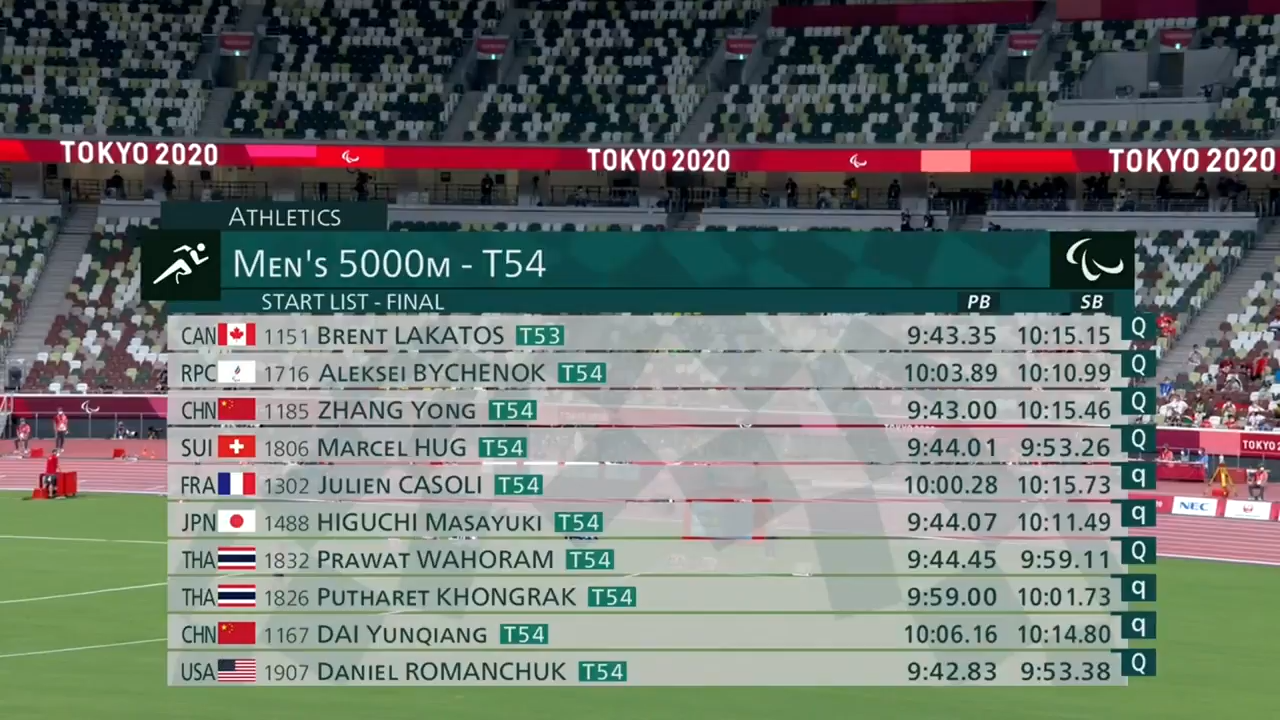 TOKYO 2020 TOKYO 2020 TOKYO 2020
ATHLETICS
MEN'S 5000M - T54
START LIST - FINAL PB SB
CAN 1151 BRENT LAKATOS T53 9:43.35 10:15.15 Q
RPC 1716 ALEKSEI BYCHENOK T54 10:03.89 10:10.99 Q
CHN 1185 ZHANG YONG T54 9:43.00 10:15.46 Q
SUI 1806 MARCEL HUG T54 9:44.01 9:53.26 Q
FRA 1302 JULIEN CASOLI T54 10:00.28 10:15.73 q
JPN 1488 HIGUCHI MASAYUKI T54 9:44.07 10:11.49 q
THA 1832 PRAWAT WAHORAM T54 9:44.45 9:59.11 Q
THA 1826 PUTHARET KHONGRAK T54 9:59.00 10:01.73 q
CHN 1167 DAI YUNQIANG T54 10:06.16 10:14.80 q
USA 1907 DANIEL ROMANCHUK T54 9:42.83 9:53.38 Q
TOKYO 2
NEC